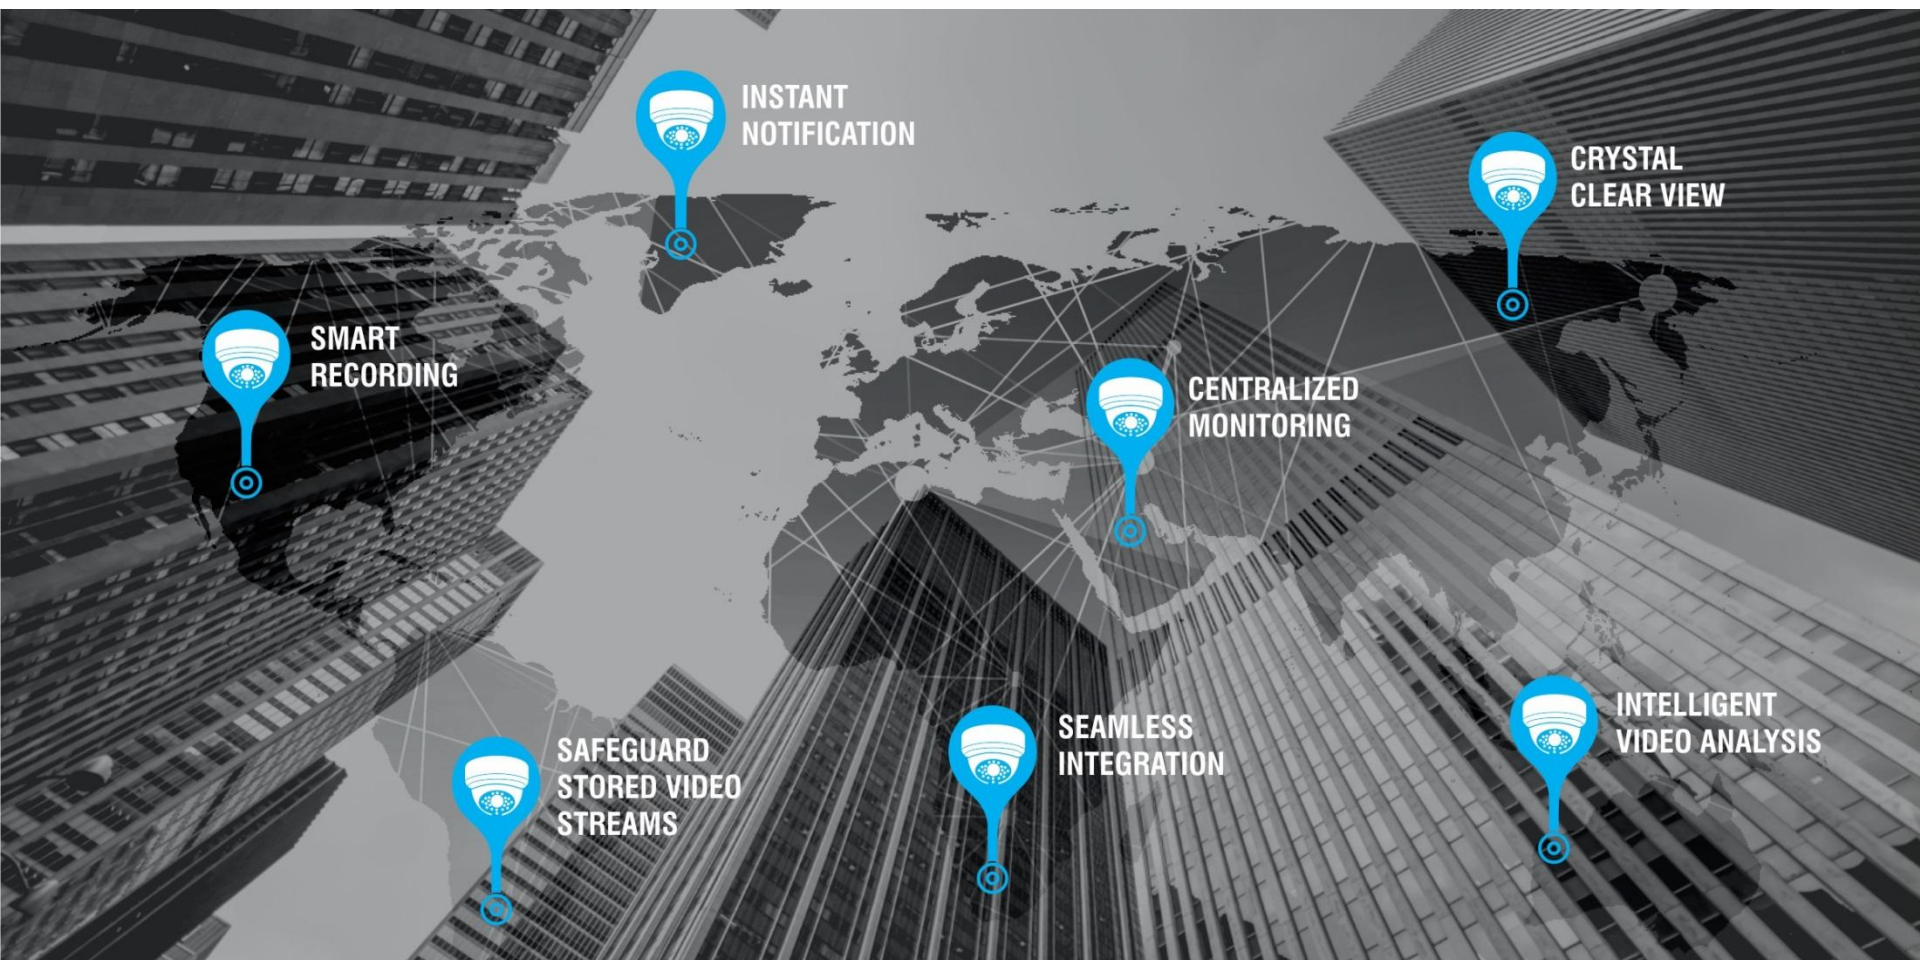 INSTANT
NOTIFICATION
CRYSTAL
CLEAR VIEW
SMART
RECORDING
CENTRALIZED
MONITORING
SAFEGUARD
STORED VIDEO
STREAMS
SEAMLESS
INTEGRATION
INTELLIGENT
VIDEO ANALYSIS